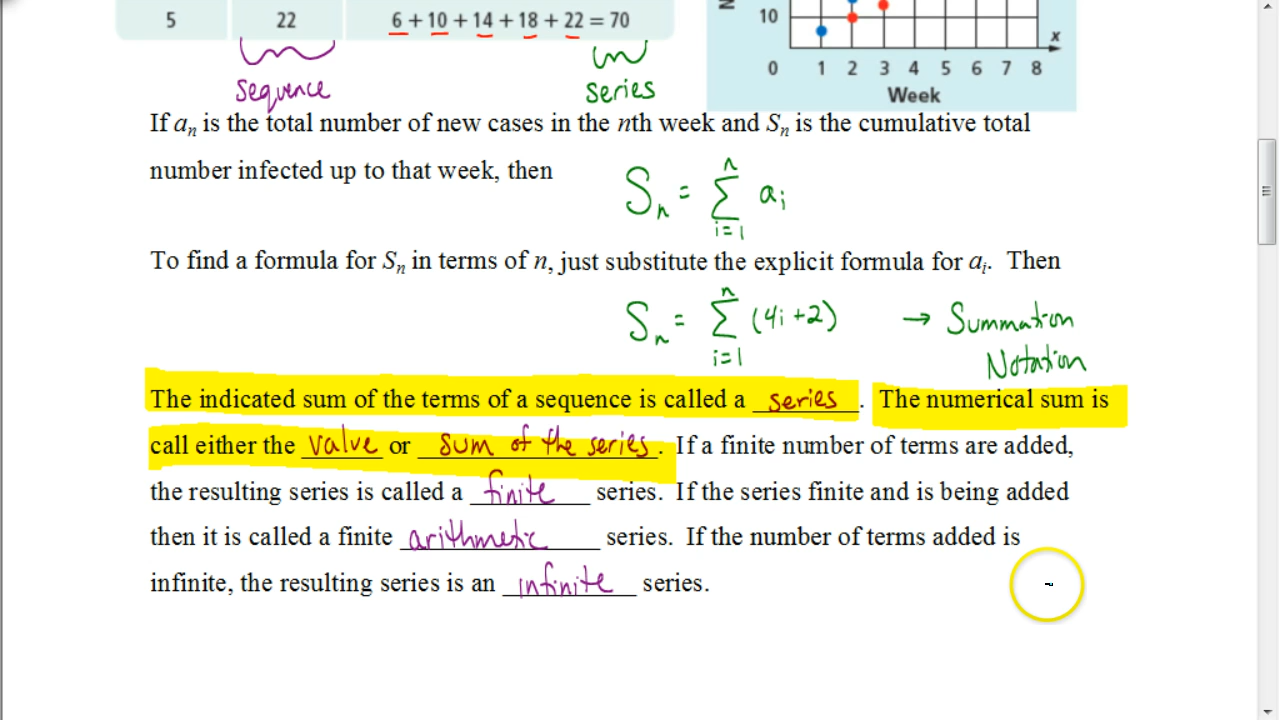 5 22 6 + 10 + 14 + 18 + 22 = 70
10
x
0 1 2 3 4 5 6 7 8
Week
sequence series
If aₙ is the total number of new cases in the nth week and Sₙ is the cumulative total
number infected up to that week, then
Sₙ = n ∑ i=1 aᵢ
To find a formula for Sₙ in terms of n, just substitute the explicit formula for aᵢ. Then
Sₙ = n ∑ i=1 (4i +2) → Summation
Notation
The indicated sum of the terms of a sequence is called a series. The numerical sum is
call either the value or sum of the series. If a finite number of terms are added,
the resulting series is called a finite series. If the series finite and is being added
then it is called a finite arithmetic series. If the number of terms added is
infinite, the resulting series is an infinite series.